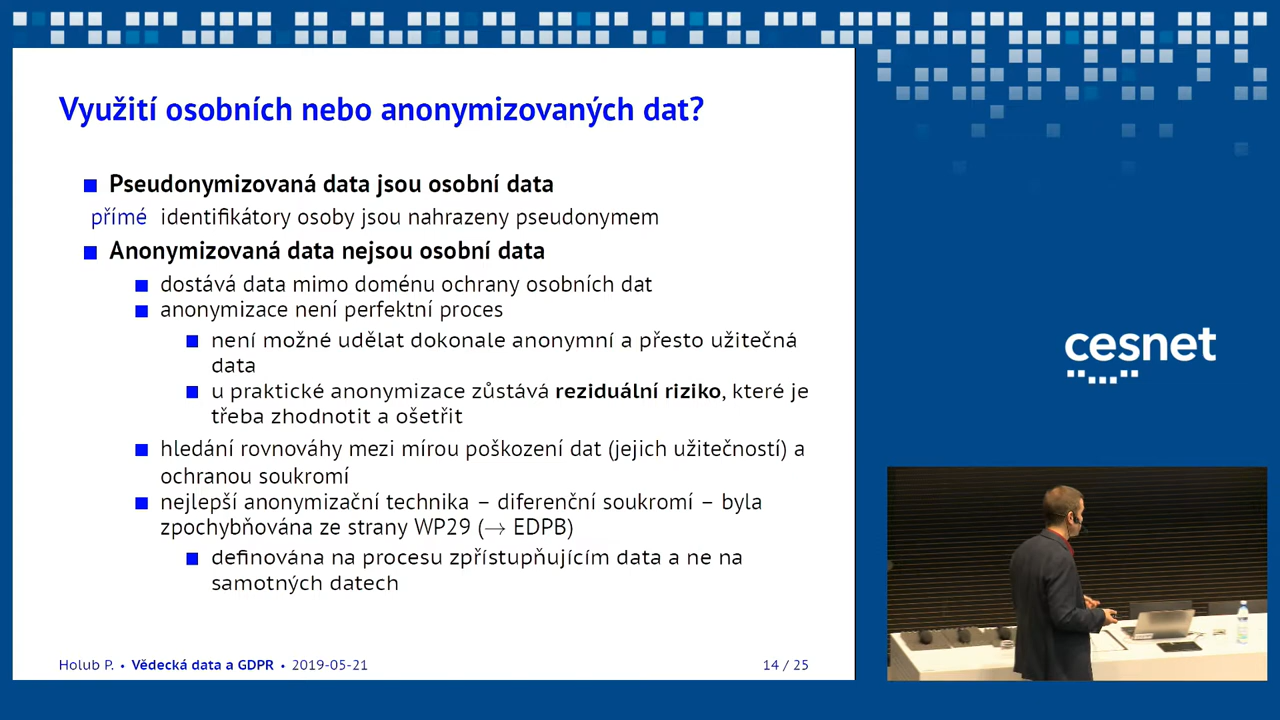 Využití osobních nebo anonymizovaných dat?
Pseudonymizovaná data jsou osobní data
přímé identifikátory osoby jsou nahrazeny pseudonymem
Anonymizovaná data nejsou osobní data
dostává data mimo doménu ochrany osobních dat
anonymizace není perfektní proces
není možné udělat dokonale anonymní a přesto užitečná
data
u praktické anonymizace zůstává reziduální riziko, které je
třeba zhodnotit a ošetřit
hledání rovnováhy mezi mírou poškození dat (jejich užitečností) a
ochranou soukromí
nejlepší anonymizační technika – diferenční soukromí – byla
zpochybňována ze strany WP29 (→ EDPB)
definována na procesu zpřístupňujícím data a ne na
samotných datech
Holub P. • Vědecká data a GDPR • 2019-05-21
14 / 25
cesnet